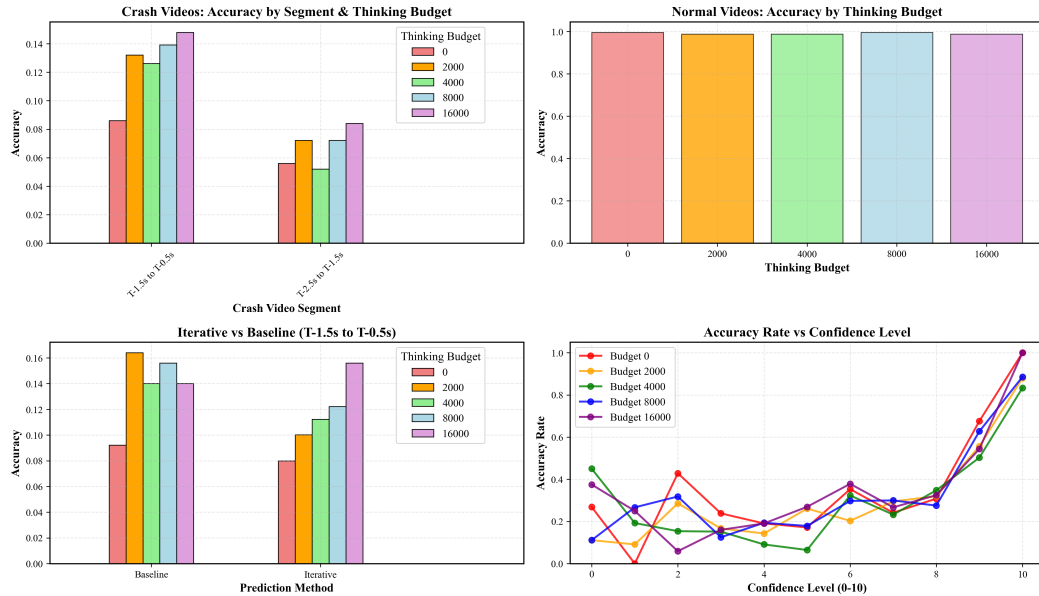 Crash Videos: Accuracy by Segment & Thinking Budget
Accuracy
0.14
0.12
0.10
0.08
0.06
0.04
0.02
0.00
Thinking Budget
0
2000
4000
8000
16000
T-1.5s to T-0.5s
T-2.5s to T-1.5s
Crash Video Segment
Normal Videos: Accuracy by Thinking Budget
Accuracy
1.0
0.8
0.6
0.4
0.2
0.0
0
2000
4000
8000
16000
Thinking Budget
Iterative vs Baseline (T-1.5s to T-0.5s)
Accuracy
0.16
0.14
0.12
0.10
0.08
0.06
0.04
0.02
0.00
Thinking Budget
0
2000
4000
8000
16000
Baseline
Iterative
Prediction Method
Accuracy Rate vs Confidence Level
Accuracy Rate
1.0
0.8
0.6
0.4
0.2
0.0
Budget 0
Budget 2000
Budget 4000
Budget 8000
Budget 16000
0
2
4
6
8
10
Confidence Level (0-10)